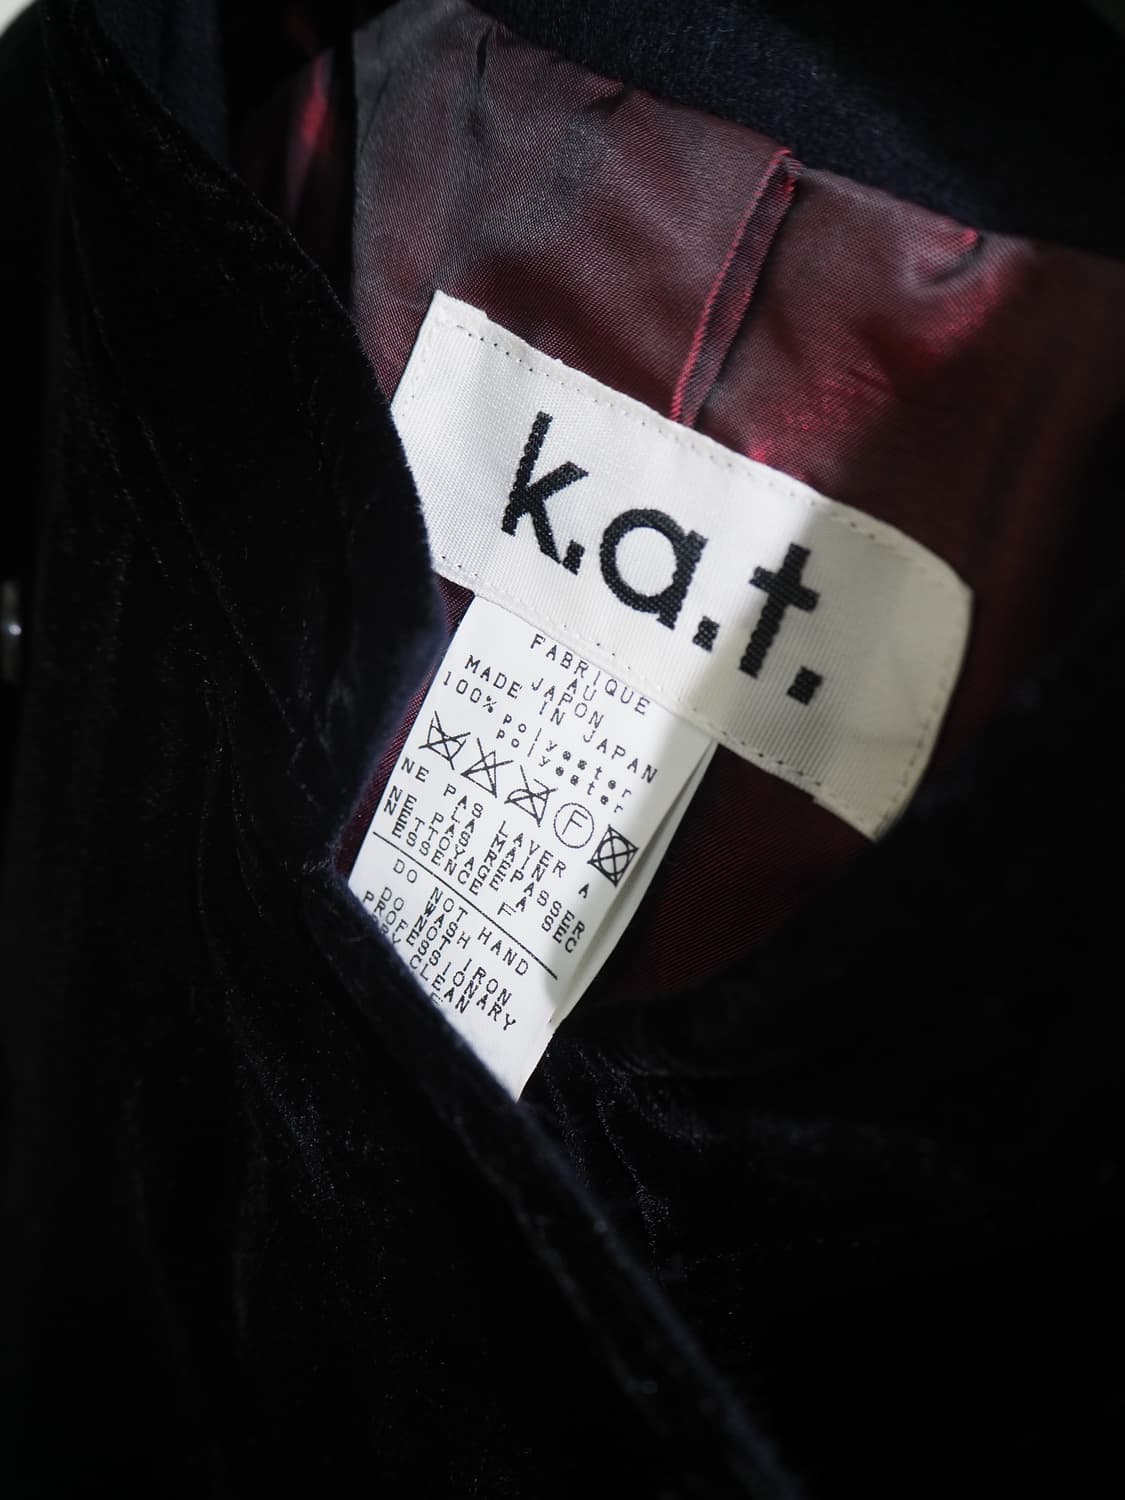 k.a.t.
FABRIQUE
AU
JAPON
MADE IN JAPAN
100% polyester
polyester
F
NE PAS LAVER A
LA MAIN
NE PAS REPASSER
NETTOYAGE A SEC
ESSENCE F
DO NOT HAND
WASH
DO NOT IRON
PROFESSIONARY
CLEAN